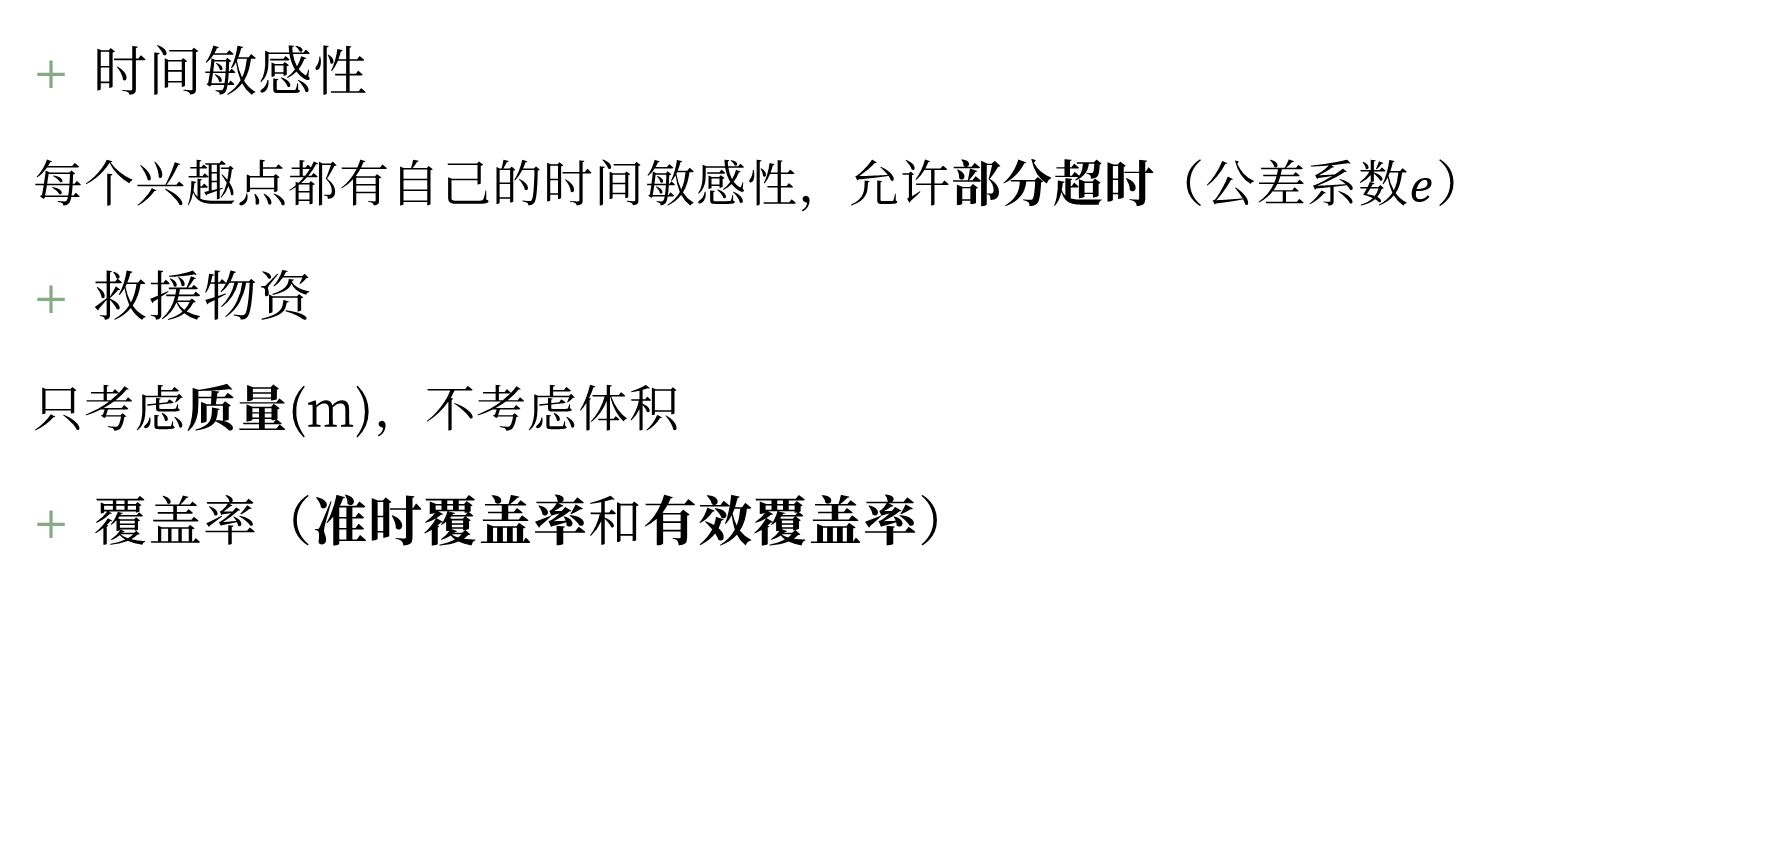 + 时间敏感性
每个兴趣点都有自己的时间敏感性，允许部分超时（公差系数e）
+ 救援物资
只考虑质量(m)，不考虑体积
+ 覆盖率（准时覆盖率和有效覆盖率）